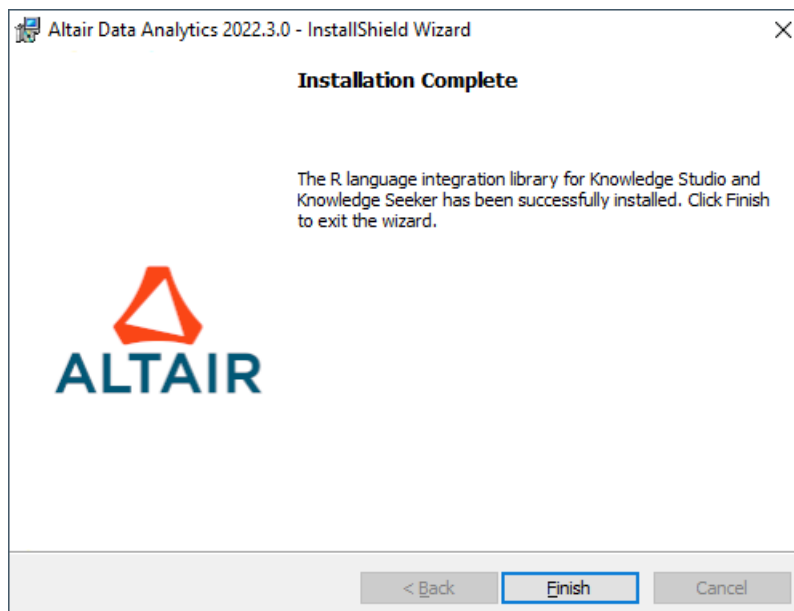 Altair Data Analytics 2022.3.0 - InstallShield Wizard
Installation Complete
The R language integration library for Knowledge Studio and
Knowledge Seeker has been successfully installed. Click Finish
to exit the wizard.
ALTAIR
< Back
Finish
Cancel